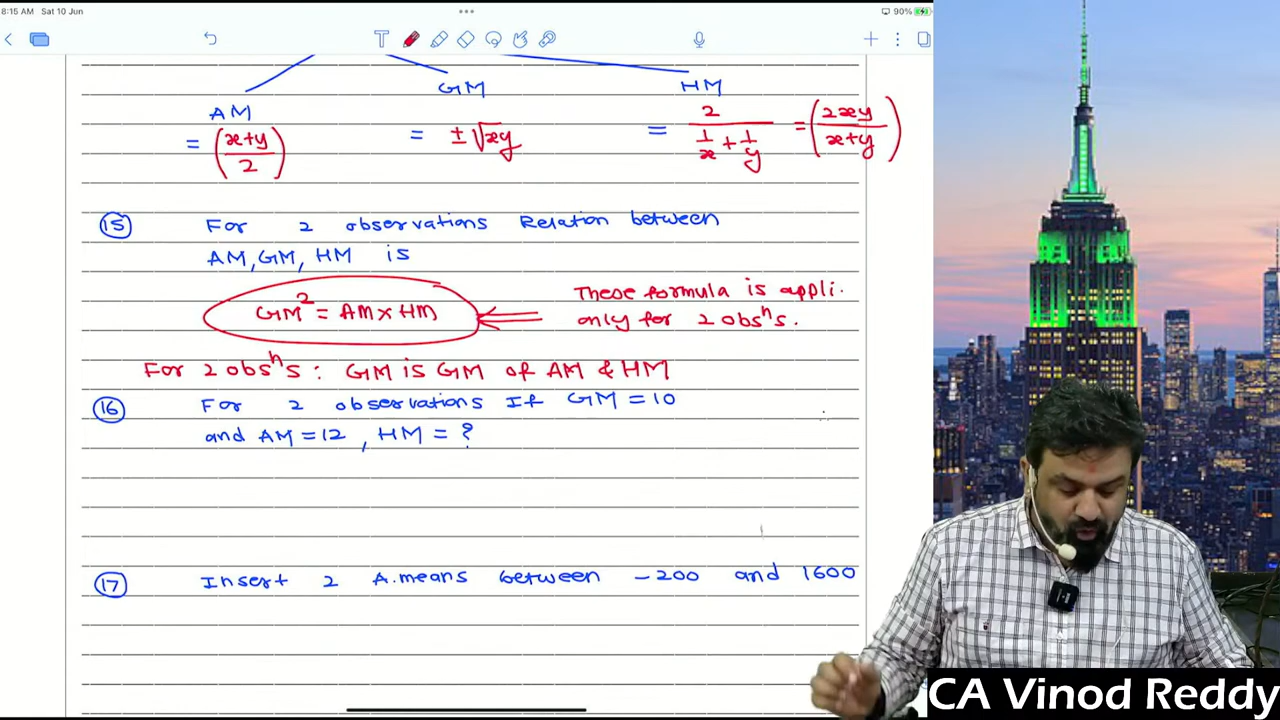 8:15 AM Sat 10 Jun
90%
T
AM GM HM
= (x+y/2) = ± √xy = 2/(1/x + 1/y) = (2xy/x+y)
15 For 2 observations Relation between
AM, GM, HM is
GM² = AM × HM
These formula is appli.
only for 2 obsⁿs.
For 2 obsⁿs : GM is GM of AM & HM
16 For 2 observations If GM = 10
and AM = 12, HM = ?
17 Insert 2 A.means between -200 and 1600
CA Vinod Reddy